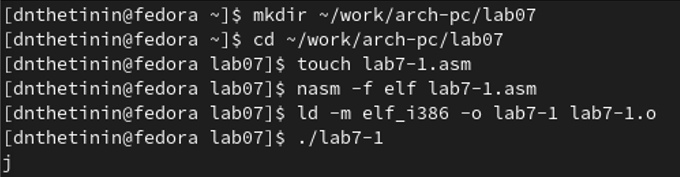 [dnthetinin@fedora ~]$ mkdir ~/work/arch-pc/lab07
[dnthetinin@fedora ~]$ cd ~/work/arch-pc/lab07
[dnthetinin@fedora lab07]$ touch lab7-1.asm
[dnthetinin@fedora lab07]$ nasm -f elf lab7-1.asm
[dnthetinin@fedora lab07]$ ld -m elf_i386 -o lab7-1 lab7-1.o
[dnthetinin@fedora lab07]$ ./lab7-1
j